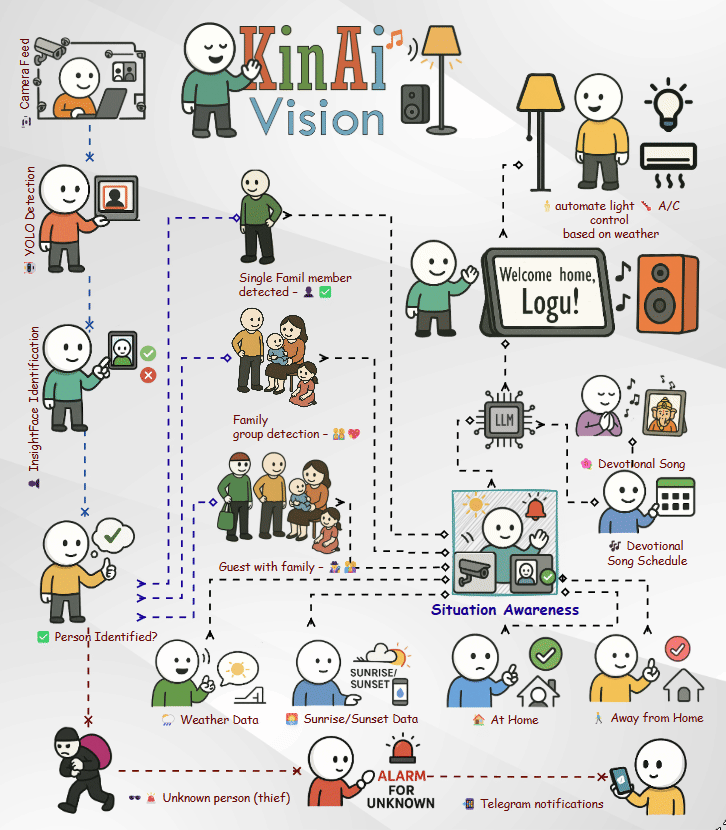 KinAi
Vision
Camera Feed
YOLO Detection
InsightFace Identification
✅ Person Identified?
Single Famil member
detected – 👤 ✅
Family
group detection – 👨‍👩‍👧 💖
Guest with family –
automate light A/C
control
based on weather
Welcome home,
Logu!
LLM
🌺 Devotional Song
🎶 Devotional
Song Schedule
Situation Awareness
Weather Data
SUNRISE/
SUNSET
🌅 Sunrise/Sunset Data
🏠 At Home
🚶 Away from Home
🕶️ 🚨 Unknown person (thief)
ALARM
FOR
UNKNOWN
Telegram notifications